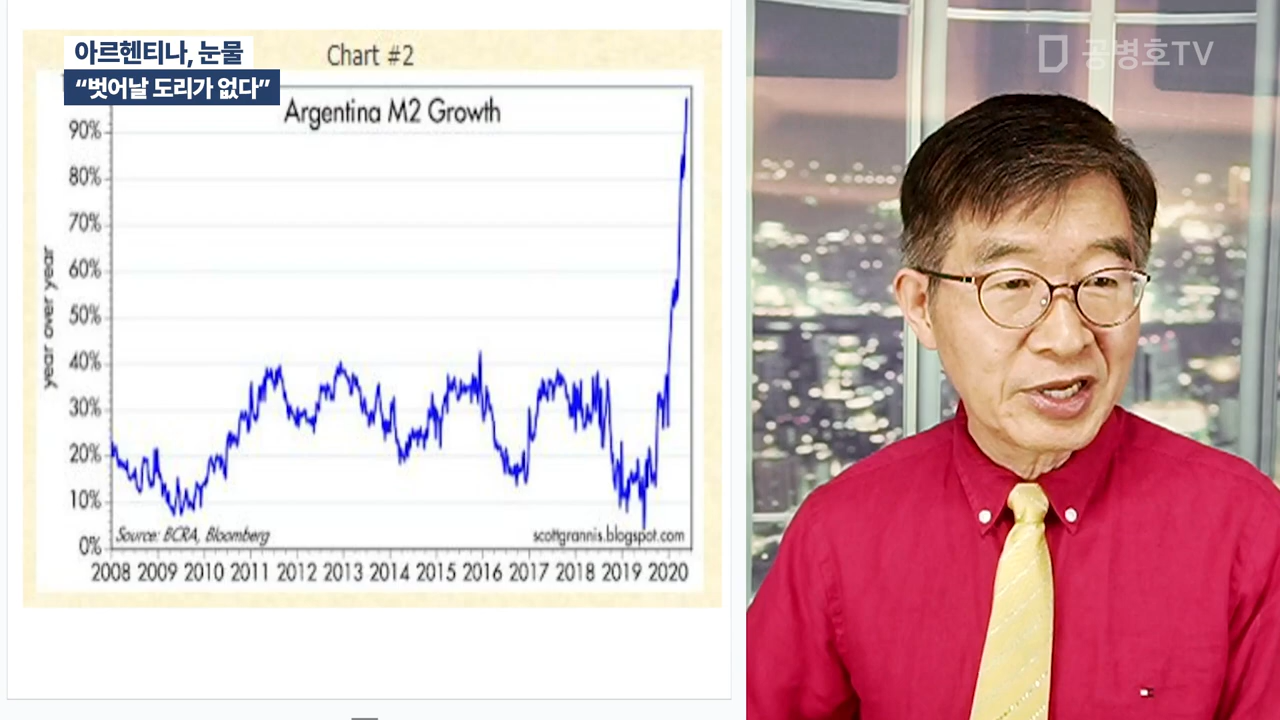 아르헨티나, 눈물
“벗어날 도리가 없다”
Chart #2
Argentina M2 Growth
year over year
90%
80%
70%
60%
50%
40%
30%
20%
10%
0%
Source: BCRA, Bloomberg
scottgrannis.blogspot.com
2008 2009 2010 2011 2012 2013 2014 2015 2016 2017 2018 2019 2020
공병호TV